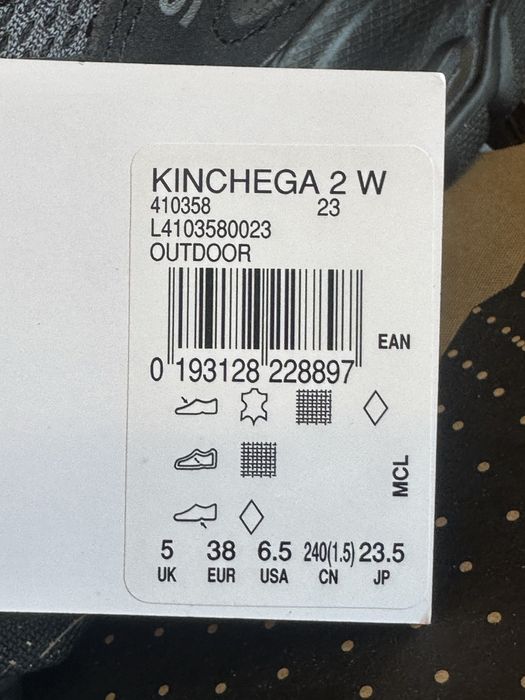 KINCHEGA 2 W
410358 23
L4103580023
OUTDOOR
EAN
0 193128 228897
MCL
5 38 6.5 240(1.5) 23.5
UK EUR USA CN JP